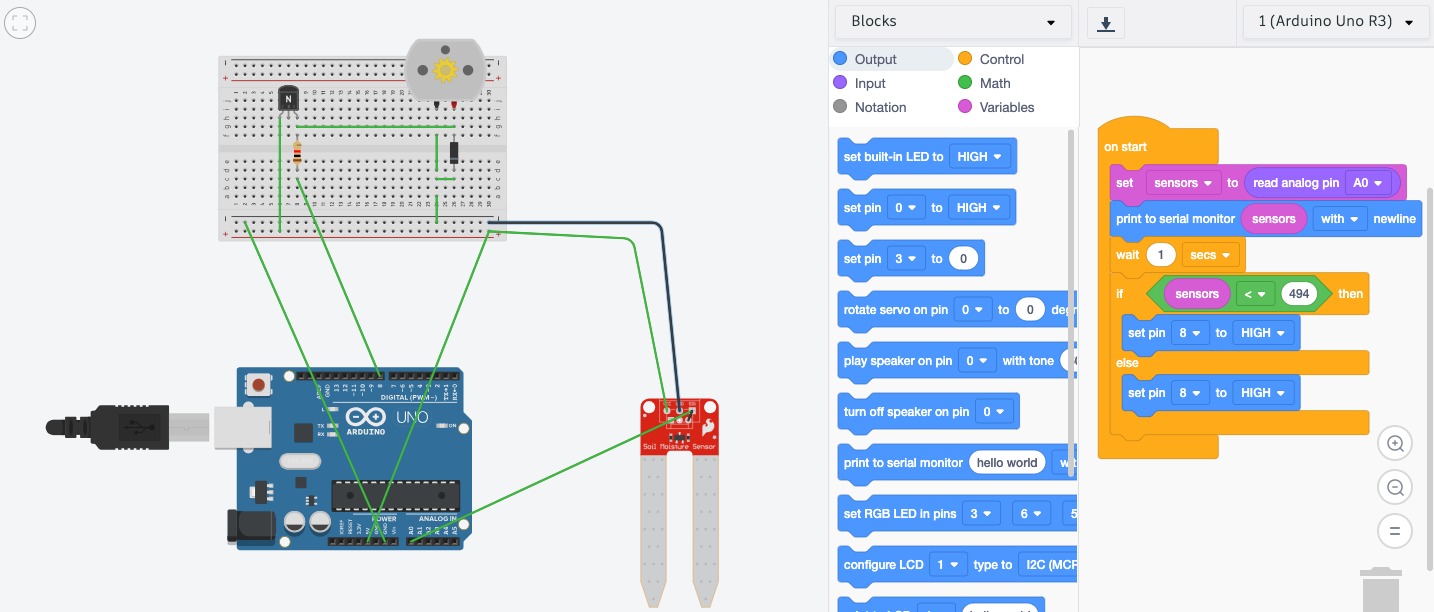 Blocks
1 (Arduino Uno R3)
Output
Control
Input
Math
Notation
Variables
set built-in LED to HIGH
set pin 0 to HIGH
set pin 3 to 0
rotate servo on pin 0 to 0 deg
play speaker on pin 0 with tone
turn off speaker on pin 0
print to serial monitor hello world
set RGB LED in pins 3 6 5
configure LCD 1 type to I2C (MCP
on start
set sensors to read analog pin A0
print to serial monitor sensors with newline
wait 1 secs
if sensors < 494 then
set pin 8 to HIGH
else
set pin 8 to HIGH
N
DIGITAL (PWM~)
UNO
ARDUINO
TX
RX
ON
POWER
ANALOG IN
Soil Moisture Sensor